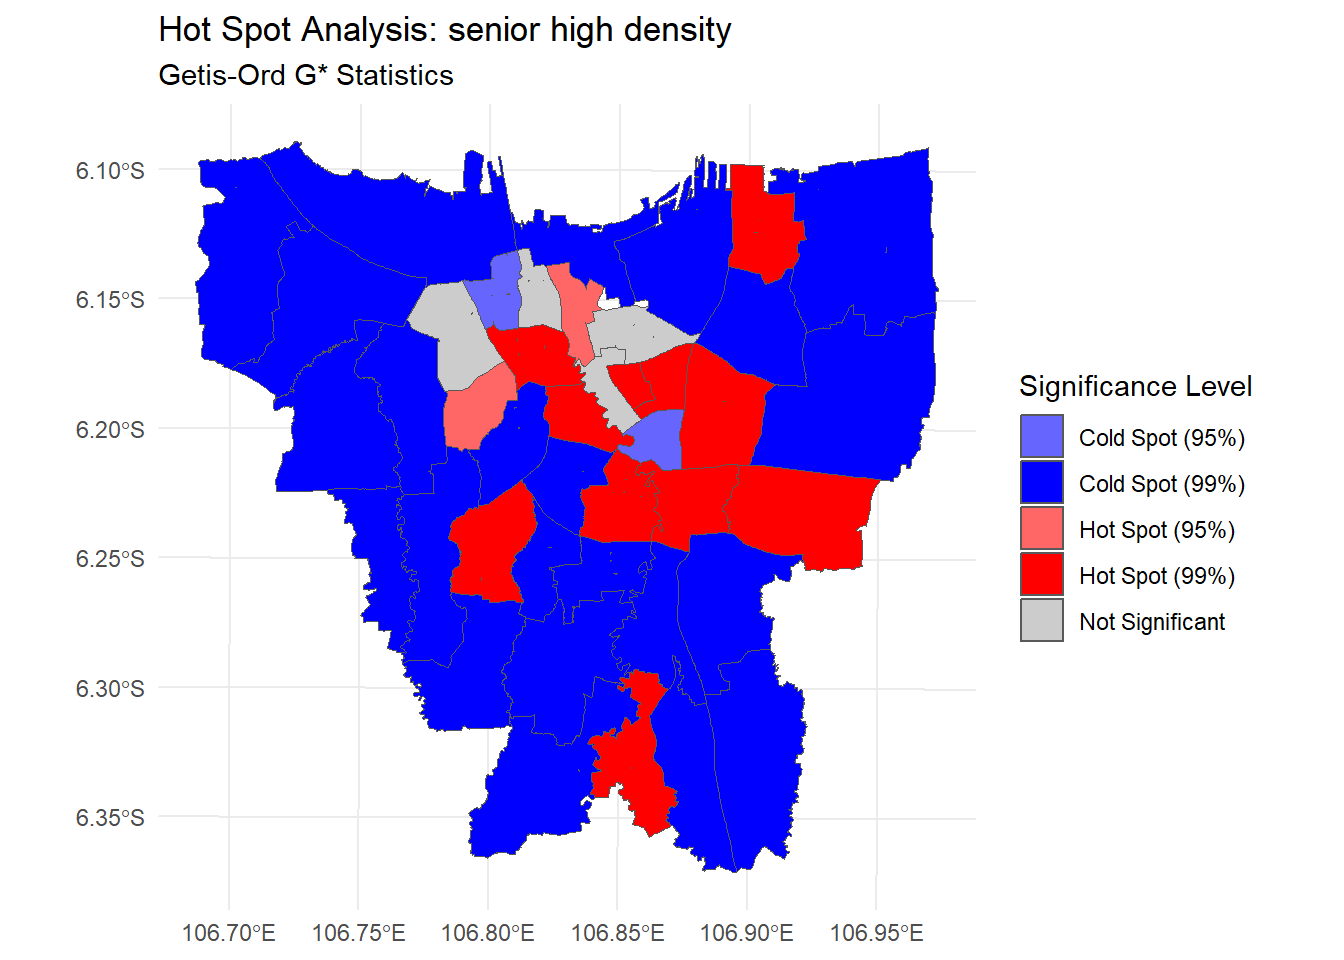 Hot Spot Analysis: senior high density
Getis-Ord G* Statistics
6.10°S
6.15°S
6.20°S
6.25°S
6.30°S
6.35°S
106.70°E
106.75°E
106.80°E
106.85°E
106.90°E
106.95°E
Significance Level
Cold Spot (95%)
Cold Spot (99%)
Hot Spot (95%)
Hot Spot (99%)
Not Significant